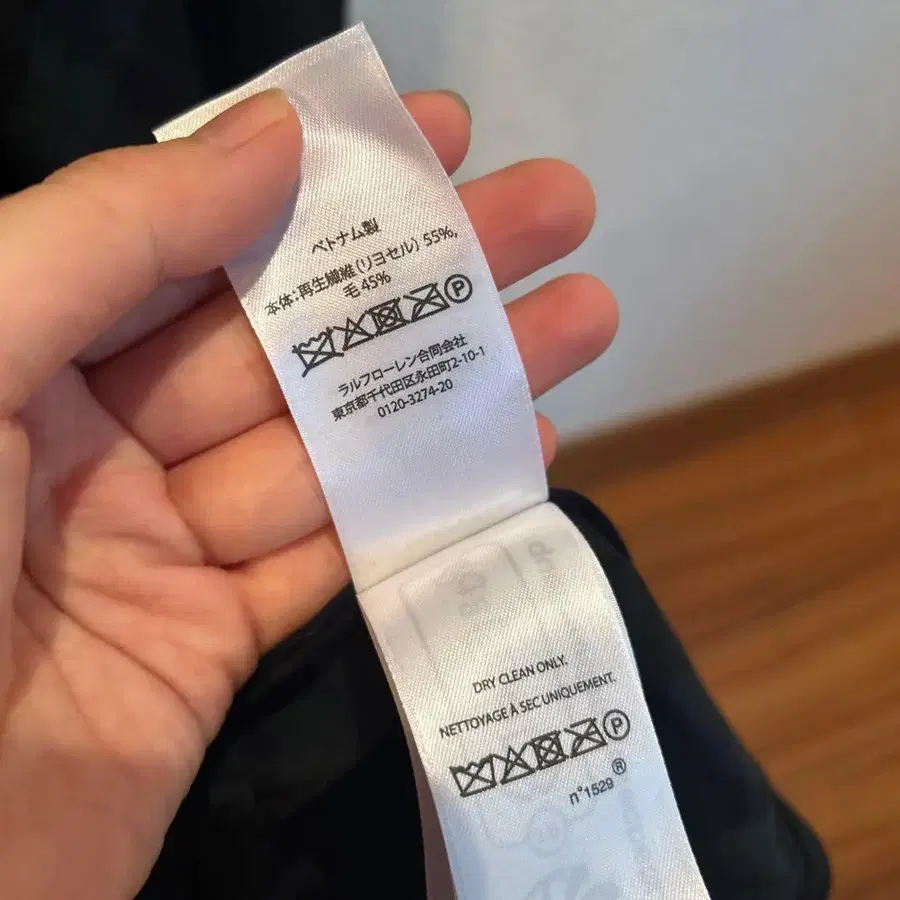 ベトナム製
本体:再生繊維(リヨセル) 55%,
毛 45%
P
ラルフローレン合同会社
東京都千代田区永田町2-10-1
0120-3274-20
DRY CLEAN ONLY.
NETTOYAGE À SEC UNIQUEMENT.
P
n°1529 ®